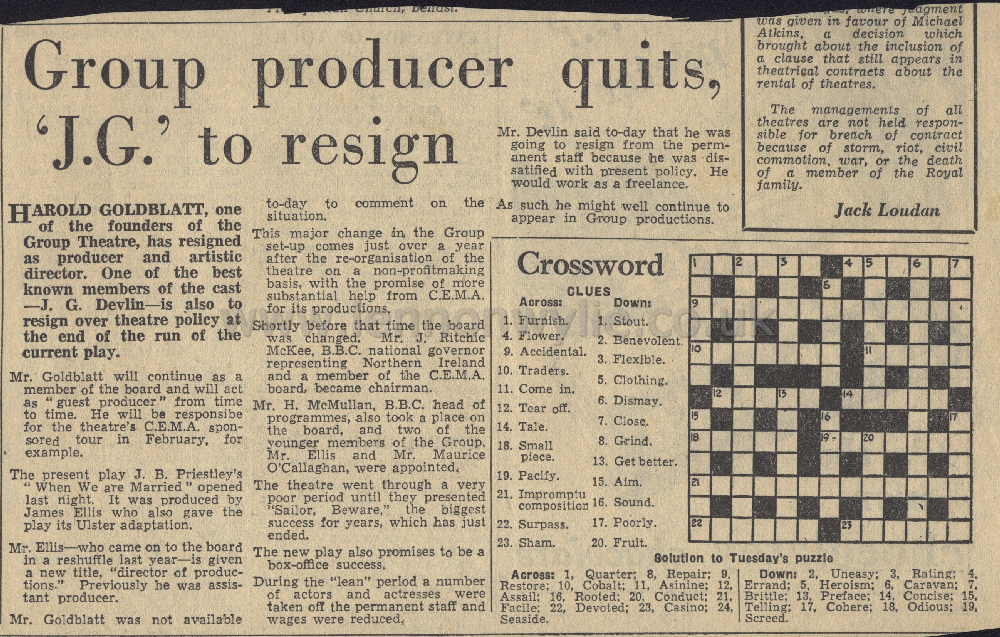 Group producer quits,
'J.G.' to resign
HAROLD GOLDBLATT, one
of the founders of the
Group Theatre, has resigned
as producer and artistic
director. One of the best
known members of the cast
—J. G. Devlin—is also to
resign over theatre policy at
the end of the run of the
current play.
Mr. Goldblatt will continue as a
member of the board and will act
as "guest producer" from time
to time. He will be responsibe
for the theatre's C.E.M.A. spon-
sored tour in February, for
example.
The present play J. B. Priestley's
"When We are Married" opened
last night. It was produced by
James Ellis who also gave the
play its Ulster adaptation.
Mr. Ellis—who came on to the board
in a reshuffle last year—is given
a new title, "director of produc-
tions." Previously he was assis-
tant producer.
Mr. Goldblatt was not available
to-day to comment on the
situation.
This major change in the Group
set-up comes just over a year
after the re-organisation of the
theatre on a non-profitmaking
basis, with the promise of more
substantial help from C.E.M.A.
for its productions.
Shortly before that time the board
was changed. Mr. J. Ritchie
McKee, B.B.C. national governor
representing Northern Ireland
and a member of the C.E.M.A.
board, became chairman.
Mr. H. McMullan, B.B.C. head of
programmes, also took a place on
the board, and two of the
younger members of the Group,
Mr. Ellis and Mr. Maurice
O'Callaghan, were appointed.
The theatre went through a very
poor period until they presented
"Sailor, Beware," the biggest
success for years, which has just
ended.
The new play also promises to be a
box-office success.
During the "lean" period a number
of actors and actresses were
taken off the permanent staff and
wages were reduced.
Mr. Devlin said to-day that he was
going to resign from the perm-
anent staff because he was dis-
satisfied with present policy. He
would work as a freelance.
As such he might well continue to
appear in Group productions.
where judgment
was given in favour of Michael
Atkins, a decision which
brought about the inclusion of
a clause that still appears in
theatrical contracts about the
rental of theatres.
The managements of all
theatres are not held respon-
sible for breach of contract
because of storm, riot, civil
commotion, war, or the death
of a member of the Royal
family.
Jack Loudan
Crossword
CLUES
Across:
1. Furnish.
4. Flower.
9. Accidental.
10. Traders.
11. Come in.
12. Tear off.
14. Tale.
18. Small
piece.
19. Pacify.
21. Impromptu
composition
22. Surpass.
23. Sham.
Down:
1. Stout.
2. Benevolent.
3. Flexible.
5. Clothing.
6. Dismay.
7. Close.
8. Grind.
13. Get better.
15. Aim.
16. Sound.
17. Poorly.
20. Fruit.
1 2 3 4 5 6 7
8
9
10 11
12 13 14
15 16 17
18 19 20
21
22 23
Solution to Tuesday's puzzle
Across: 1, Quarter; 8, Repair; 9,
Restore; 10, Cobalt; 11, Asinine; 12,
Assail; 16, Rooted; 20, Conduct; 21,
Facile; 22, Devoted; 23, Casino; 24,
Seaside.
Down: 2, Uneasy; 3, Rating; 4,
Errand; 5, Heroism; 6, Caravan; 7,
Brittle; 13, Preface; 14, Concise; 15,
Telling; 17, Cohere; 18, Odious; 19,
Screed.